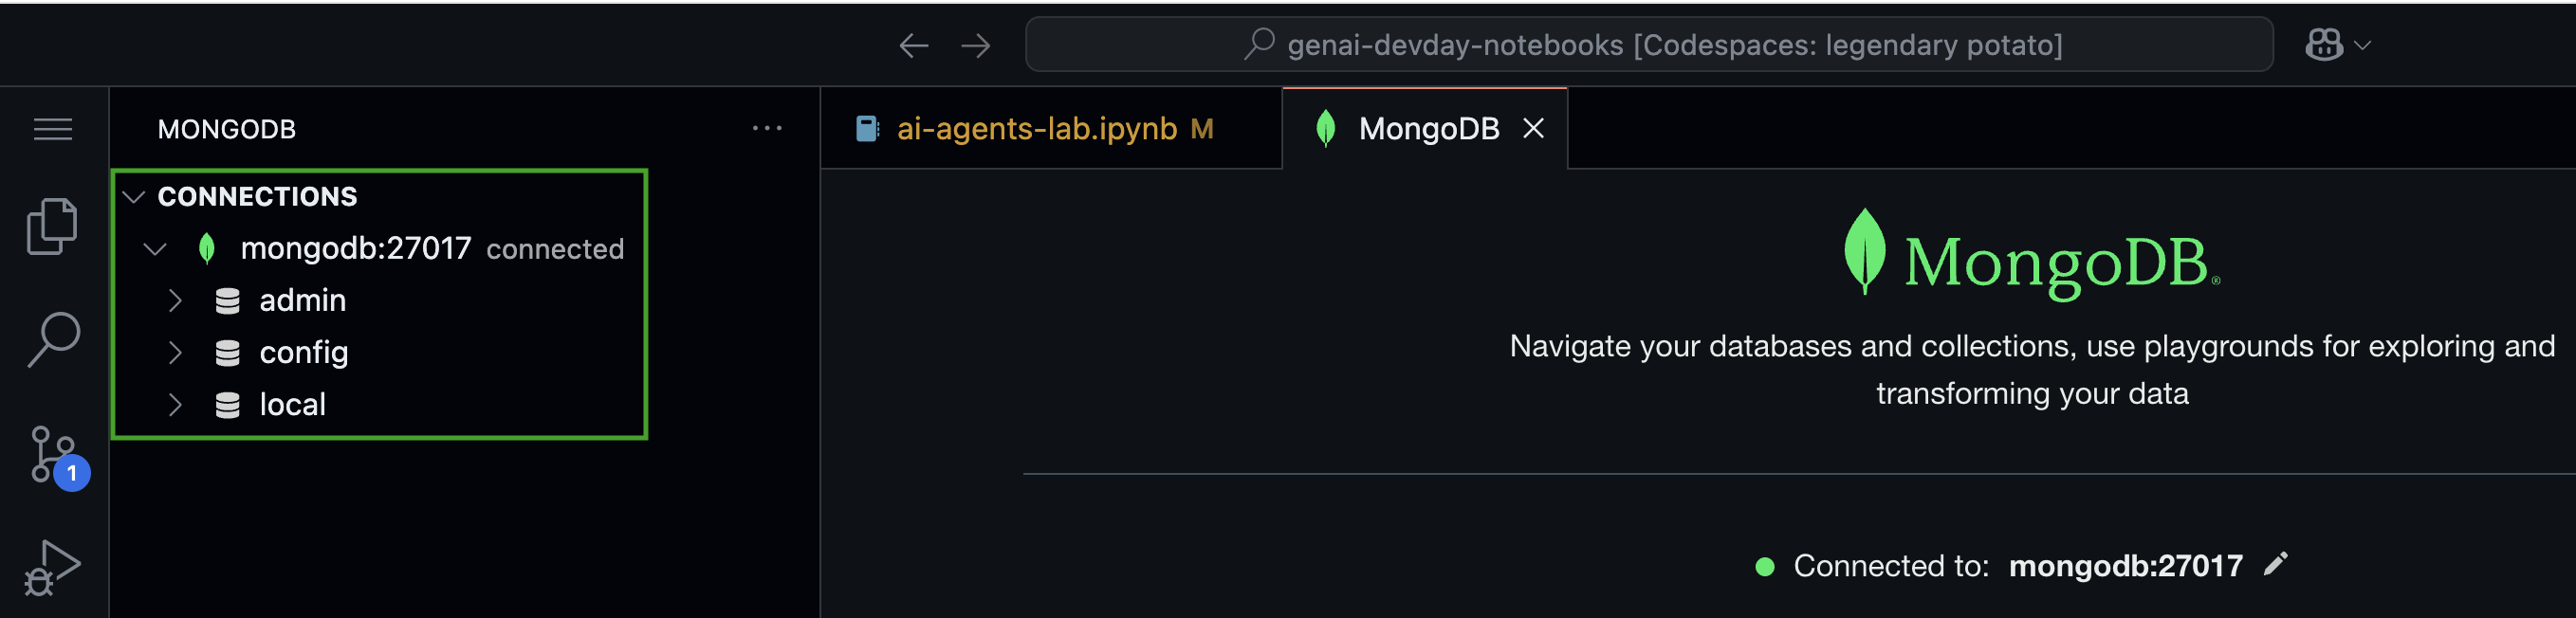 genai-devday-notebooks [Codespaces: legendary potato]
MONGODB
ai-agents-lab.ipynb M
MongoDB
CONNECTIONS
mongodb:27017 connected
admin
config
local
1
MongoDB®
Navigate your databases and collections, use playgrounds for exploring and
transforming your data
Connected to: mongodb:27017